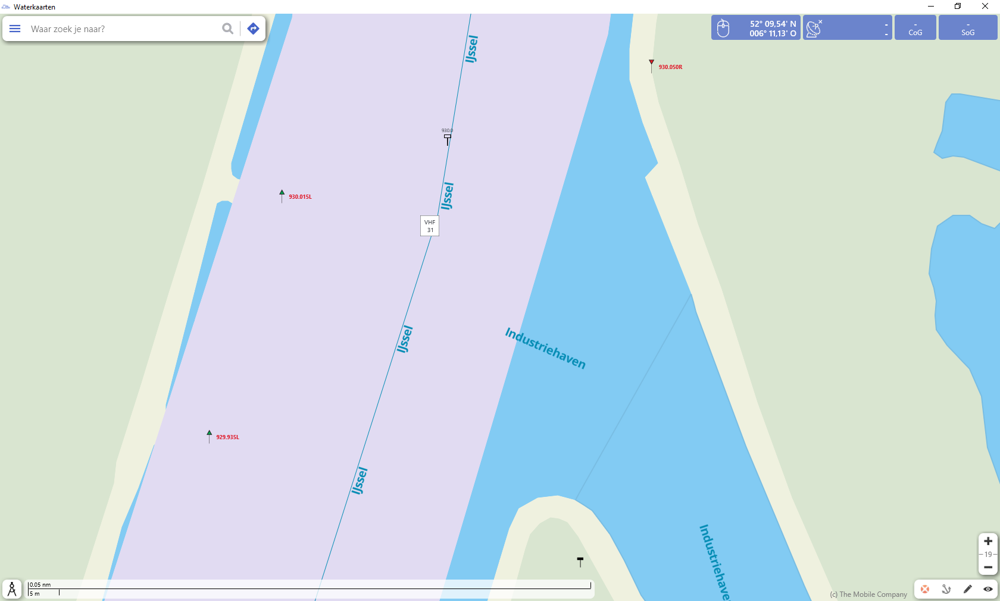 Waterkaarten
Waar zoek je naar?
52° 09,54' N
006° 11,13' O
-
-
-
CoG
-
SoG
IJssel
930.050R
930.0
IJssel
930.015L
VHF
31
IJssel
Industriehaven
929.935L
IJssel
Industriehave
19
0.05 nm
5 m
(c) The Mobile Company